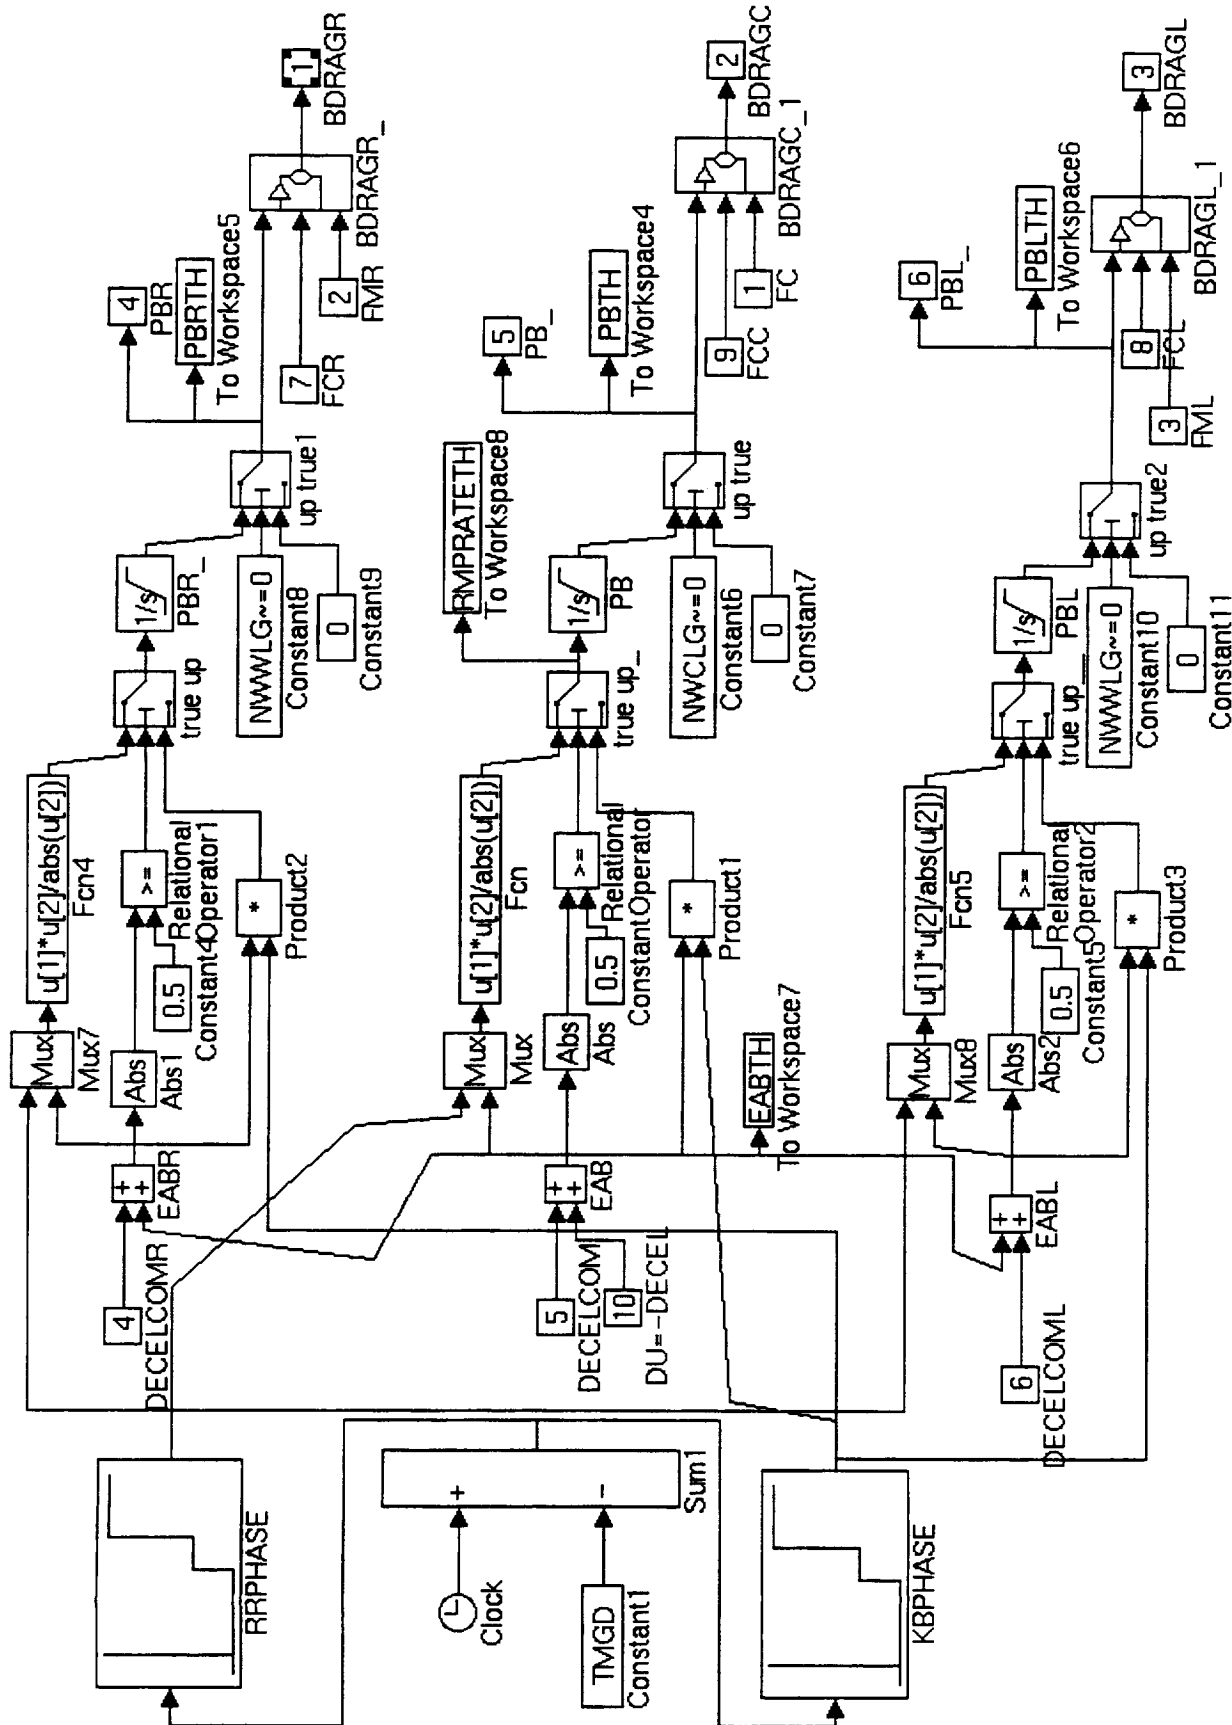 RRPHASE
Clock
+
-
TMGD
Constant1
Sum1
KBPHASE
4
DECELCOMR
+
+
EABR
Mux
Mux7
Abs
Abs1
0.5
Constant4
u[1]*u[2]/abs(u[2])
Fcn4
>=
Relational
Operator1
*
Product2
true up
1/s
PBR_
NWWLG~=0
Constant8
0
Constant9
up true1
4
PBR
PBRTH
To Workspace5
7
FCR
2
FMR
BDRAGR_
1
BDRAGR
5
DECELCOM
10
DU=-DECEL
+
+
EAB
Mux
Mux
Abs
Abs
0.5
Constant
u[1]*u[2]/abs(u[2])
Fcn
>=
Relational
Operator
*
Product1
EABTH
To Workspace7
true up_
RMPRATETH
To Workspace8
1/s
PB
NWCLG~=0
Constant6
0
Constant7
up true
5
PB_
PBTH
To Workspace4
9
FCC
1
FC
BDRAGC_1
2
BDRAGC
6
DECELCOML
+
+
EABL
Mux
Mux8
Abs
Abs2
0.5
Constant5
u[1]*u[2]/abs(u[2])
Fcn5
>=
Relational
Operator2
*
Product3
true up__
1/s
PBL
NWWLG~=0
Constant10
0
Constant11
up true2
6
PBL_
PBLTH
To Workspace6
8
FCL
3
FML
BDRAGL_1
3
BDRAGL